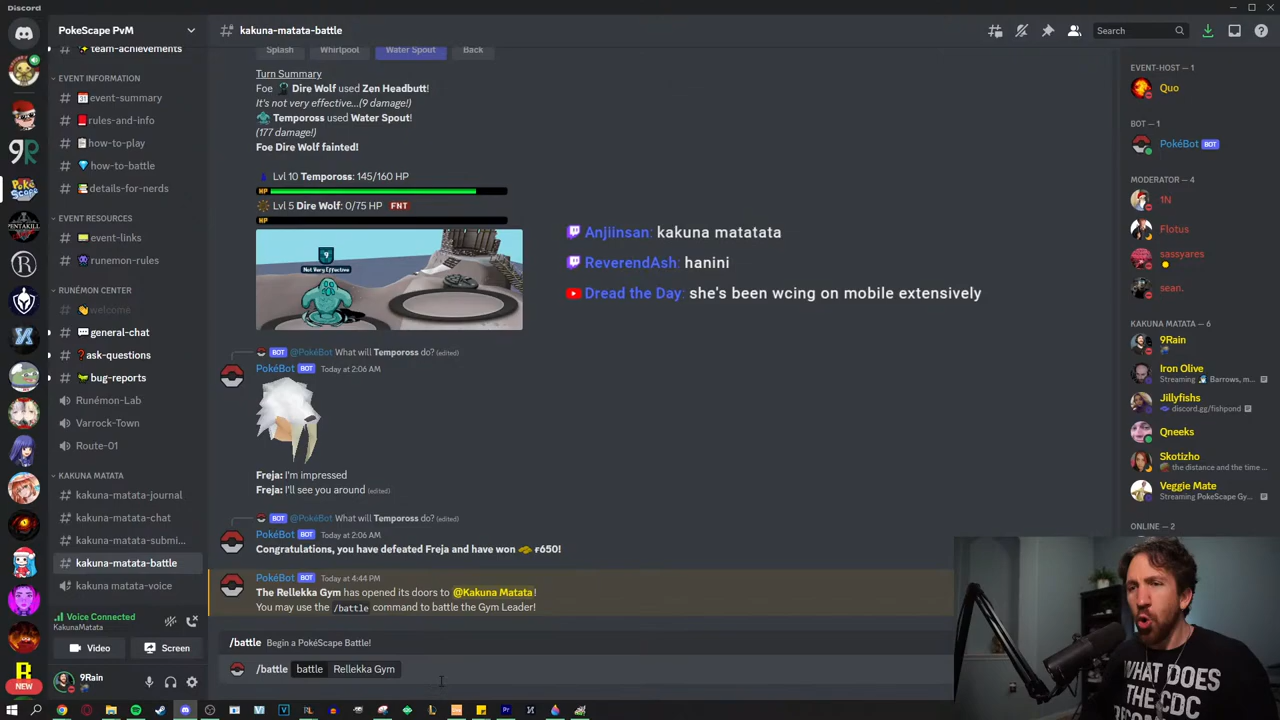 Discord
PokeScape PvM
team-achievements
EVENT INFORMATION
event-summary
rules-and-info
how-to-play
how-to-battle
details-for-nerds
EVENT RESOURCES
event-links
runemon-rules
RUNÉMON CENTER
welcome
general-chat
ask-questions
bug-reports
Runémon-Lab
Varrock-Town
Route-01
KAKUNA MATATA
kakuna-matata-journal
kakuna-matata-chat
kakuna-matata-submi...
kakuna-matata-battle
kakuna matata-voice
Voice Connected
KakunaMatata
Video
Screen
9Rain
NEW
kakuna-matata-battle
Search
Splash
Whirlpool
Water Spout
Back
Turn Summary
Foe Dire Wolf used Zen Headbutt!
It's not very effective...(9 damage!)
Tempoross used Water Spout!
(177 damage!)
Foe Dire Wolf fainted!
Lvl 10 Tempoross: 145/160 HP
HP
Lvl 5 Dire Wolf: 0/75 HP FNT
HP
9
Not Very Effective
Anjiinsan: kakuna matatata
ReverendAsh: hanini
Dread the Day: she's been wcing on mobile extensively
BOT @PokéBot What will Tempoross do? (edited)
PokéBot BOT Today at 2:06 AM
Freja: I'm impressed
Freja: I'll see you around (edited)
BOT @PokéBot What will Tempoross do? (edited)
PokéBot BOT Today at 2:06 AM
Congratulations, you have defeated Freja and have won ₽650!
PokéBot BOT Today at 4:44 PM
The Rellekka Gym has opened its doors to @Kakuna Matata!
You may use the /battle command to battle the Gym Leader!
/battle Begin a PokéScape Battle!
/battle battle Rellekka Gym
EVENT-HOST — 1
Quo
BOT — 1
PokéBot BOT
MODERATOR — 4
1N
Flotus
sassyares
sean.
KAKUNA MATATA — 6
9Rain
Iron Olive
Streaming Barrows, m...
Jillyfishs
discord.gg/fishpond
Qneeks
Skotizho
the distance and the time ...
Veggie Mate
Streaming PokeScape Gy...
ONLINE — 2
WHAT DOES
THE CDC